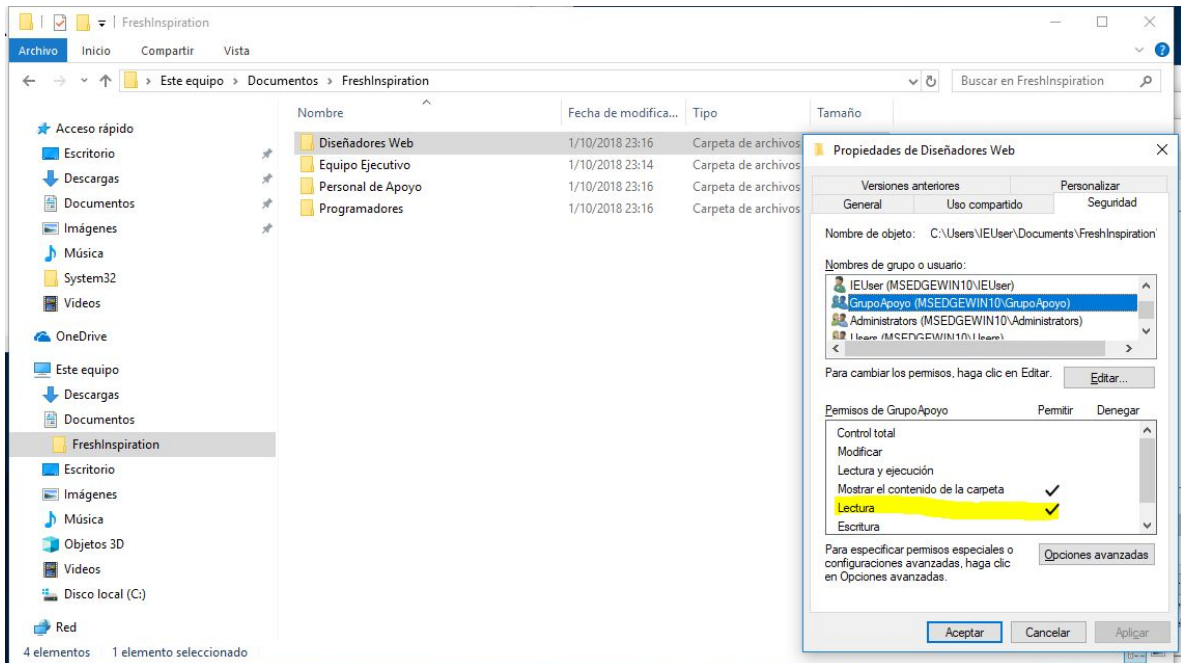 FreshInspiration
Archivo Inicio Compartir Vista
Este equipo > Documentos > FreshInspiration
Buscar en FreshInspiration
Acceso rápido
Escritorio
Descargas
Documentos
Imágenes
Música
System32
Videos
OneDrive
Este equipo
Descargas
Documentos
FreshInspiration
Escritorio
Imágenes
Música
Objetos 3D
Videos
Disco local (C:)
Red
4 elementos 1 elemento seleccionado
Nombre Fecha de modifica... Tipo Tamaño
Diseñadores Web 1/10/2018 23:16 Carpeta de archivos
Equipo Ejecutivo 1/10/2018 23:14 Carpeta de archivos
Personal de Apoyo 1/10/2018 23:16 Carpeta de archivos
Programadores 1/10/2018 23:16 Carpeta de archivos
Propiedades de Diseñadores Web
Versiones anteriores Personalizar
General Uso compartido Seguridad
Nombre de objeto: C:\Users\IEUser\Documents\FreshInspiration\
Nombres de grupo o usuario:
IEUser (MSEDGEWIN10\IEUser)
GrupoApoyo (MSEDGEWIN10\GrupoApoyo)
Administrators (MSEDGEWIN10\Administrators)
Users (MSEDGEWIN10\Users)
Para cambiar los permisos, haga clic en Editar. Editar...
Permisos de GrupoApoyo Permitir Denegar
Control total
Modificar
Lectura y ejecución
Mostrar el contenido de la carpeta
Lectura
Escritura
Para especificar permisos especiales o
configuraciones avanzadas, haga clic
en Opciones avanzadas.
Opciones avanzadas
Aceptar Cancelar Aplicar